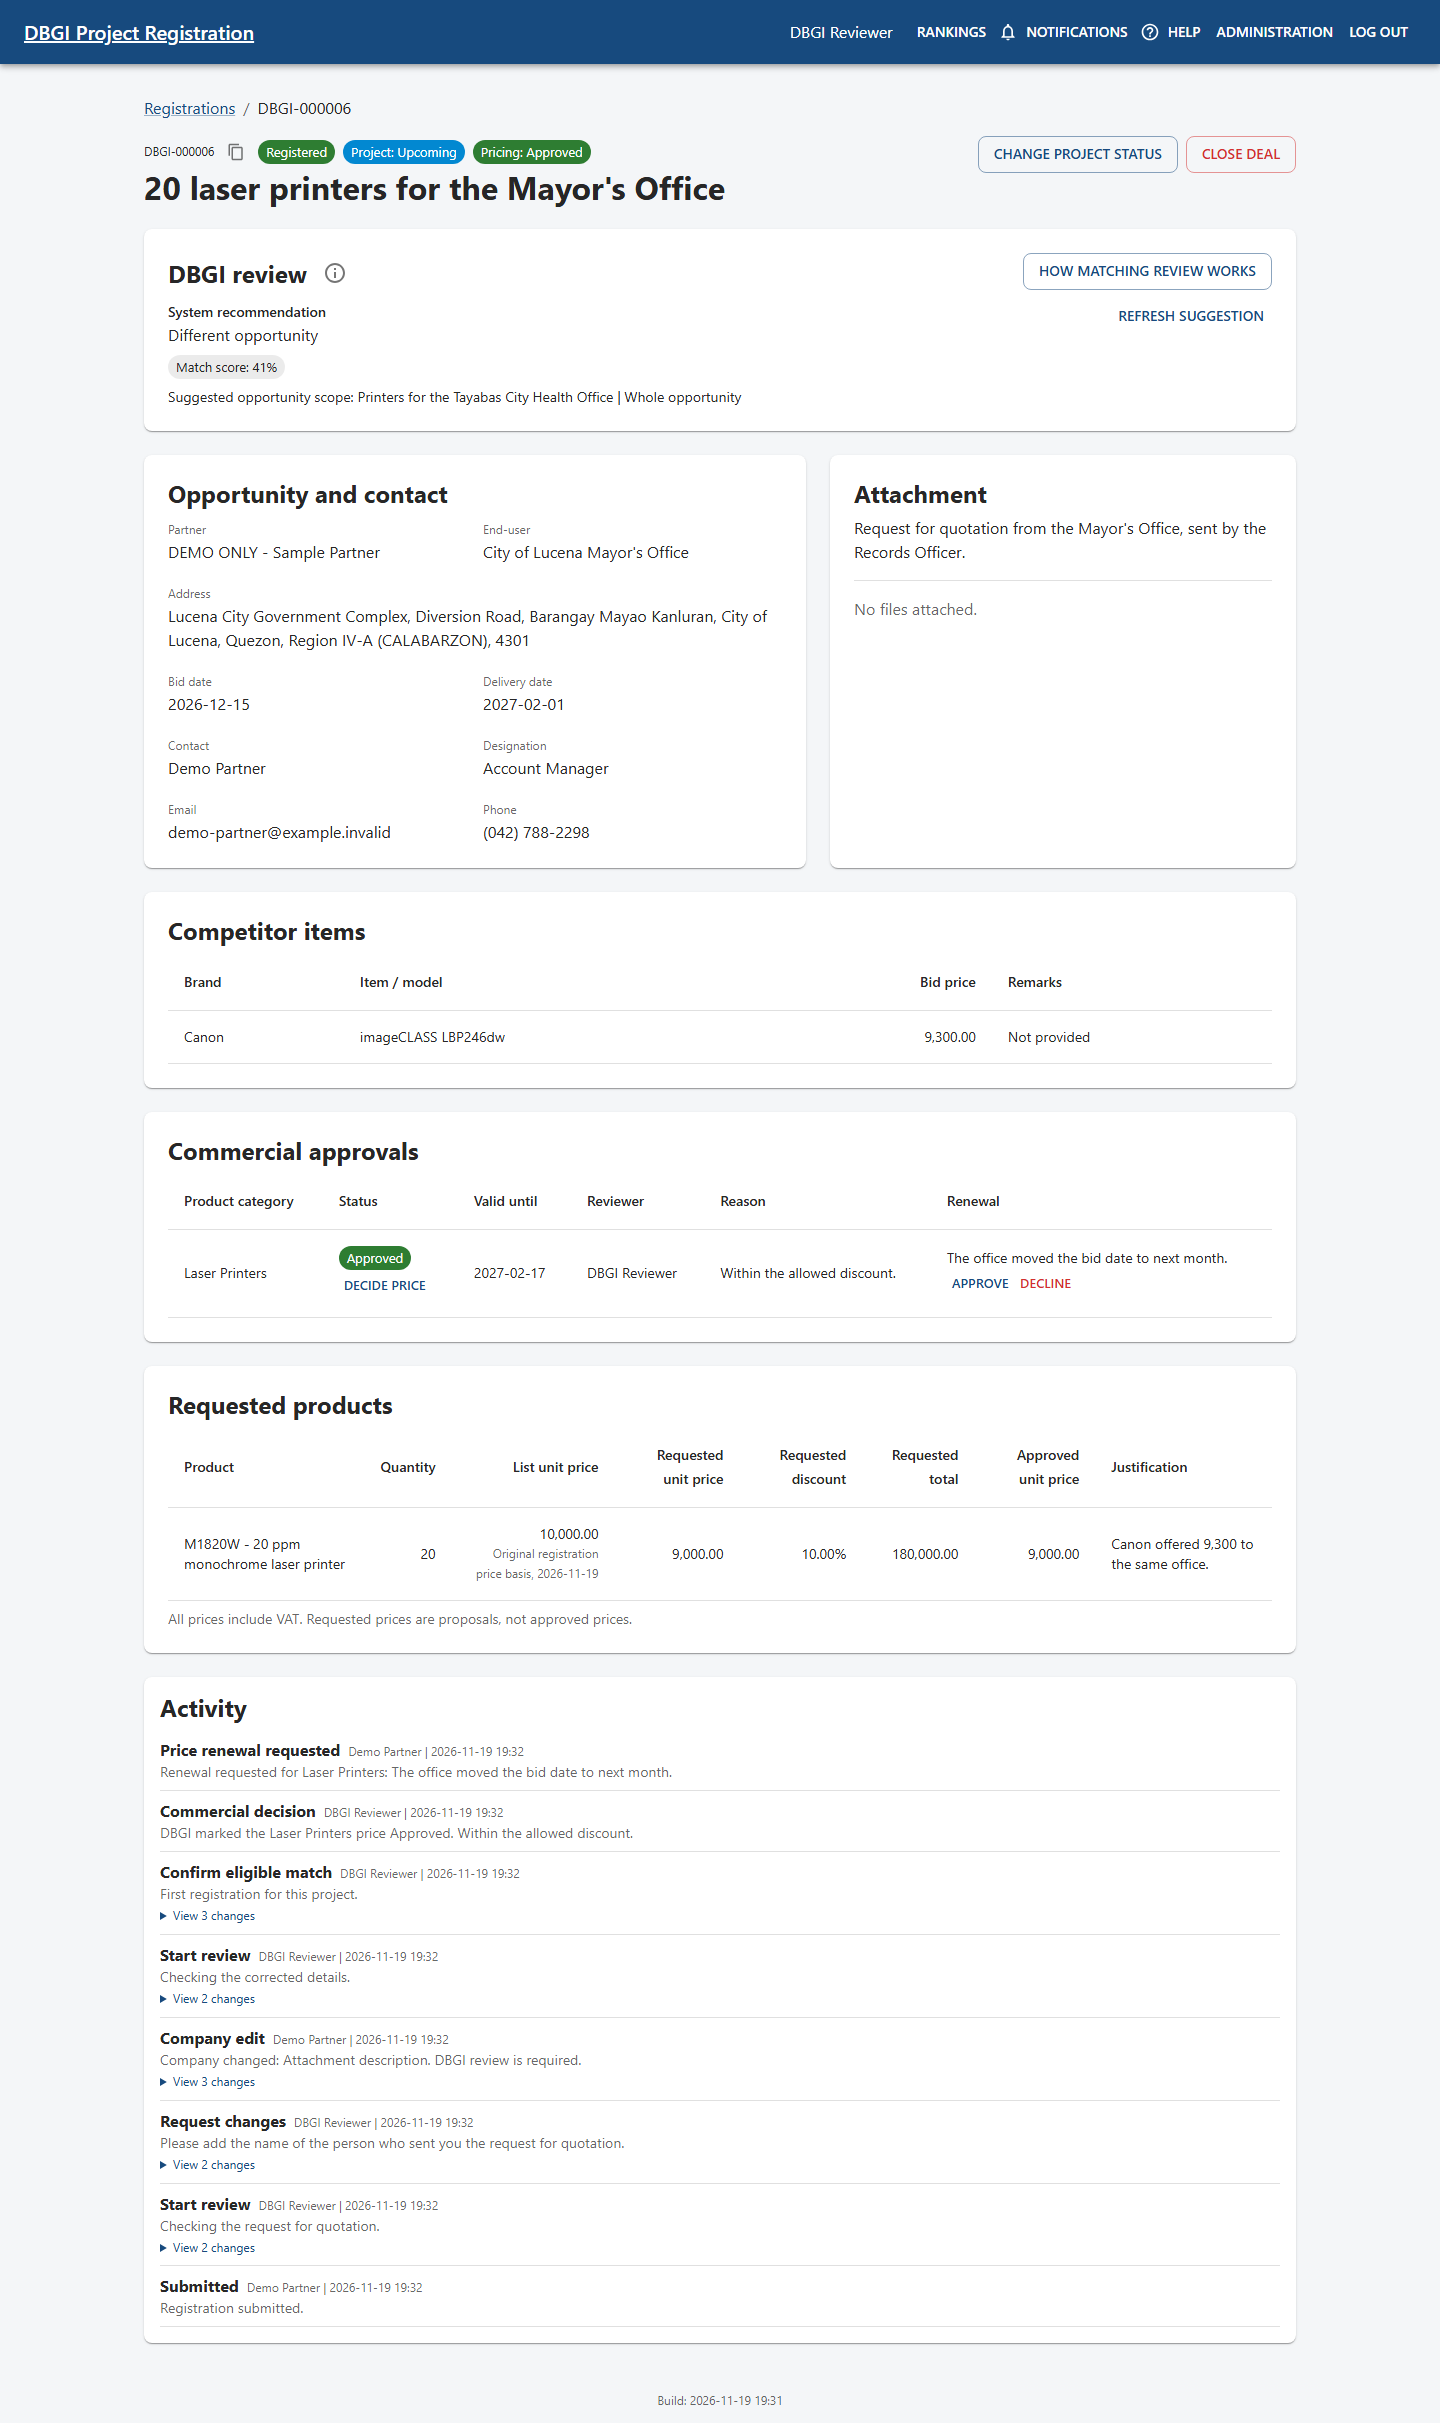 DBGI Project Registration
DBGI Reviewer RANKINGS NOTIFICATIONS HELP ADMINISTRATION LOG OUT
Registrations / DBGI-000006
DBGI-000006 Registered Project: Upcoming Pricing: Approved
CHANGE PROJECT STATUS CLOSE DEAL
20 laser printers for the Mayor's Office
DBGI review
HOW MATCHING REVIEW WORKS
System recommendation
REFRESH SUGGESTION
Different opportunity
Match score: 41%
Suggested opportunity scope: Printers for the Tayabas City Health Office | Whole opportunity
Opportunity and contact
Partner End-user
DEMO ONLY - Sample Partner City of Lucena Mayor's Office
Address
Lucena City Government Complex, Diversion Road, Barangay Mayao Kanluran, City of
Lucena, Quezon, Region IV-A (CALABARZON), 4301
Bid date Delivery date
2026-12-15 2027-02-01
Contact Designation
Demo Partner Account Manager
Email Phone
demo-partner@example.invalid (042) 788-2298
Attachment
Request for quotation from the Mayor's Office, sent by the
Records Officer.
No files attached.
Competitor items
Brand Item / model Bid price Remarks
Canon imageCLASS LBP246dw 9,300.00 Not provided
Commercial approvals
Product category Status Valid until Reviewer Reason Renewal
Laser Printers Approved 2027-02-17 DBGI Reviewer Within the allowed discount. The office moved the bid date to next month.
DECIDE PRICE APPROVE DECLINE
Requested products
Product Quantity List unit price Requested unit price Requested discount Requested total Approved unit price Justification
M1820W - 20 ppm monochrome laser printer 20 10,000.00 Original registration price basis, 2026-11-19 9,000.00 10.00% 180,000.00 9,000.00 Canon offered 9,300 to the same office.
All prices include VAT. Requested prices are proposals, not approved prices.
Activity
Price renewal requested Demo Partner | 2026-11-19 19:32
Renewal requested for Laser Printers: The office moved the bid date to next month.
Commercial decision DBGI Reviewer | 2026-11-19 19:32
DBGI marked the Laser Printers price Approved. Within the allowed discount.
Confirm eligible match DBGI Reviewer | 2026-11-19 19:32
First registration for this project.
View 3 changes
Start review DBGI Reviewer | 2026-11-19 19:32
Checking the corrected details.
View 2 changes
Company edit Demo Partner | 2026-11-19 19:32
Company changed: Attachment description. DBGI review is required.
View 3 changes
Request changes DBGI Reviewer | 2026-11-19 19:32
Please add the name of the person who sent you the request for quotation.
View 2 changes
Start review DBGI Reviewer | 2026-11-19 19:32
Checking the request for quotation.
View 2 changes
Submitted Demo Partner | 2026-11-19 19:32
Registration submitted.
Build: 2026-11-19 19:31